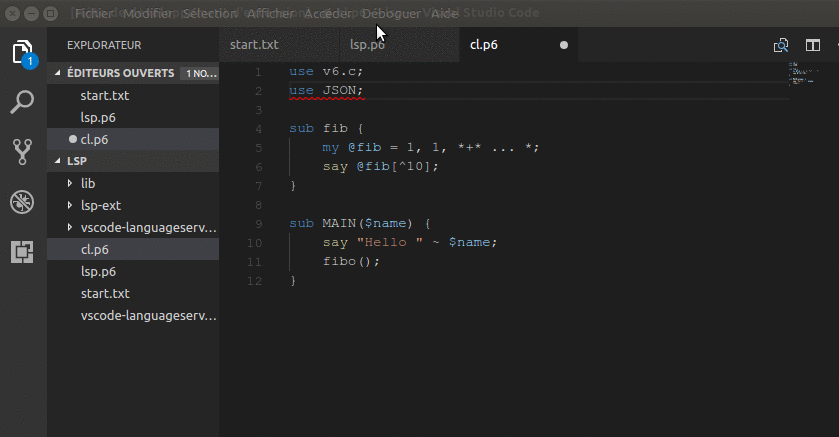 Fichier Modifier Sélection Afficher Accéder Déboguer Aide
Studio Code
EXPLORATEUR
start.txt
lsp.p6
cl.p6
ÉDITEURS OUVERTS
1 NO...
start.txt
lsp.p6
cl.p6
LSP
lib
lsp-ext
vscode-languageserv...
cl.p6
lsp.p6
start.txt
vscode-languageserv...
1
1 use v6.c;
2 use JSON;
3
4 sub fib {
5 my @fib = 1, 1, *+* ... *;
6 say @fib[^10];
7 }
8
9 sub MAIN($name) {
10 say "Hello " ~ $name;
11 fibo();
12 }